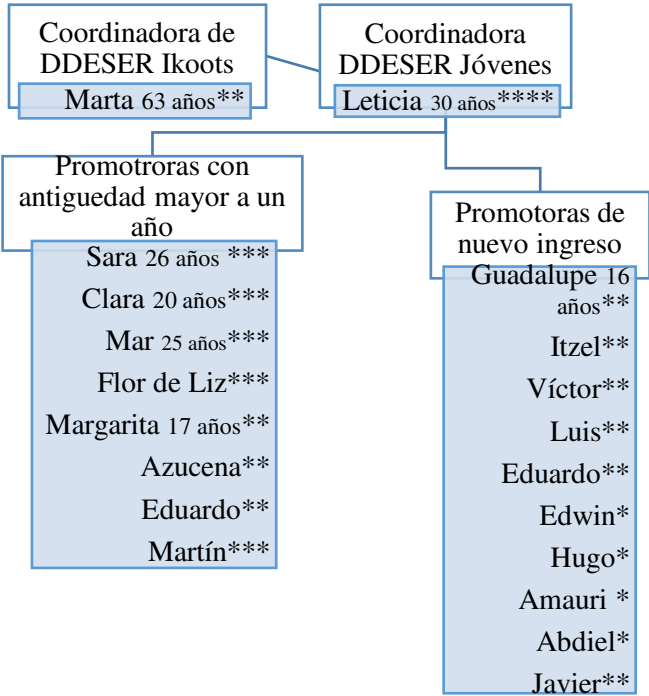 Coordinadora de
DDESER Ikoots
Marta 63 años**
Coordinadora
DDESER Jóvenes
Leticia 30 años****
Promotroras con
antiguedad mayor a un
año
Sara 26 años ***
Clara 20 años***
Mar 25 años***
Flor de Liz***
Margarita 17 años**
Azucena**
Eduardo**
Martín***
Promotoras de
nuevo ingreso
Guadalupe 16
años**
Itzel**
Víctor**
Luis**
Eduardo**
Edwin*
Hugo*
Amauri *
Abdiel*
Javier**